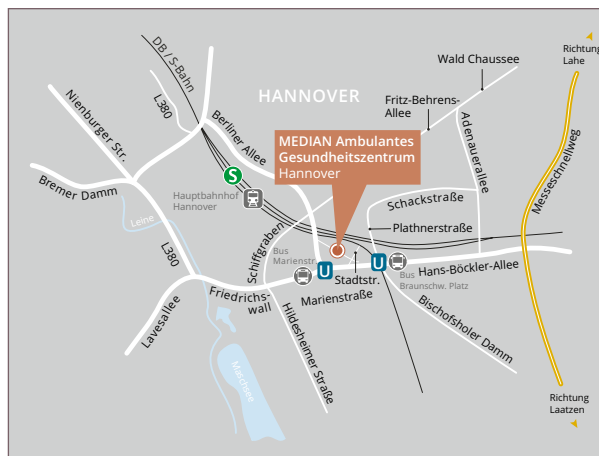 DB / S-Bahn
Richtung
Lahe
Wald Chaussee
L380
HANNOVER
Fritz-Behrens-
Allee
Nienburger Str.
Berliner Allee
Adenauerallee
MEDIAN Ambulantes
Gesundheitszentrum
Hannover
Messeschnellweg
S
Bremer Damm
Hauptbahnhof
Hannover
Schackstraße
Leine
Plathnerstraße
Schiffgraben
Bus
Marienstr.
L380
U
U
Hans-Böckler-Allee
Stadtstr.
Bus
Braunschw. Platz
Friedrichs-
wall
Marienstraße
Lavesallee
Hildesheimer Straße
Bischofsholer Damm
Maschsee
Richtung
Laatzen